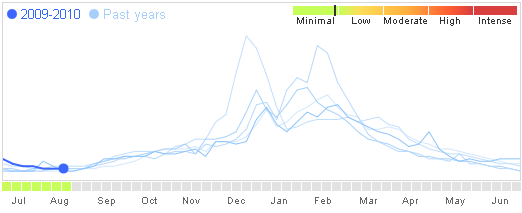 2009-2010 Past years
Minimal Low Moderate High Intense
Jul Aug Sep Oct Nov Dec Jan Feb Mar Apr May Jun